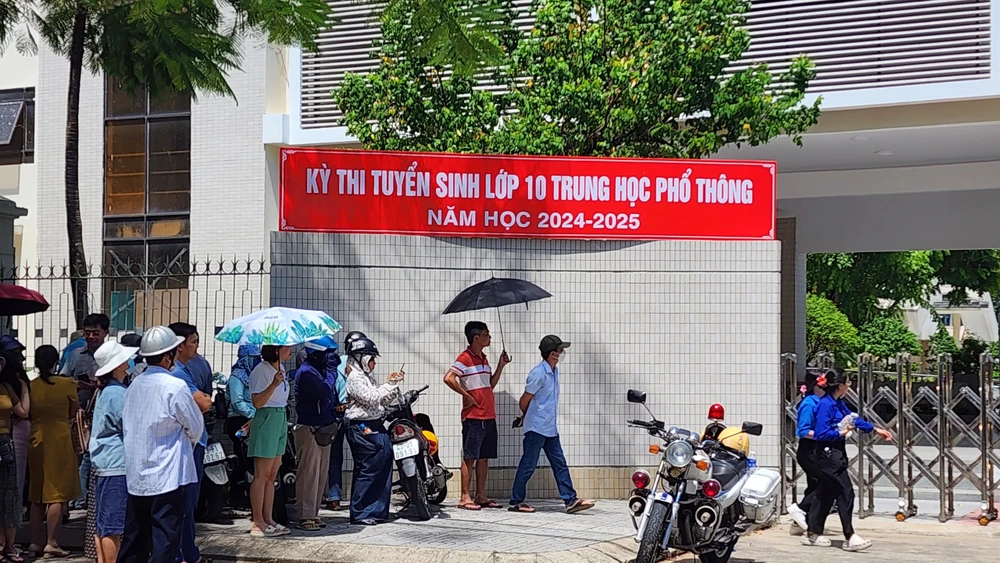 KỲ THI TUYỂN SINH LỚP 10 TRUNG HỌC PHỔ THÔNG
NĂM HỌC 2024-2025